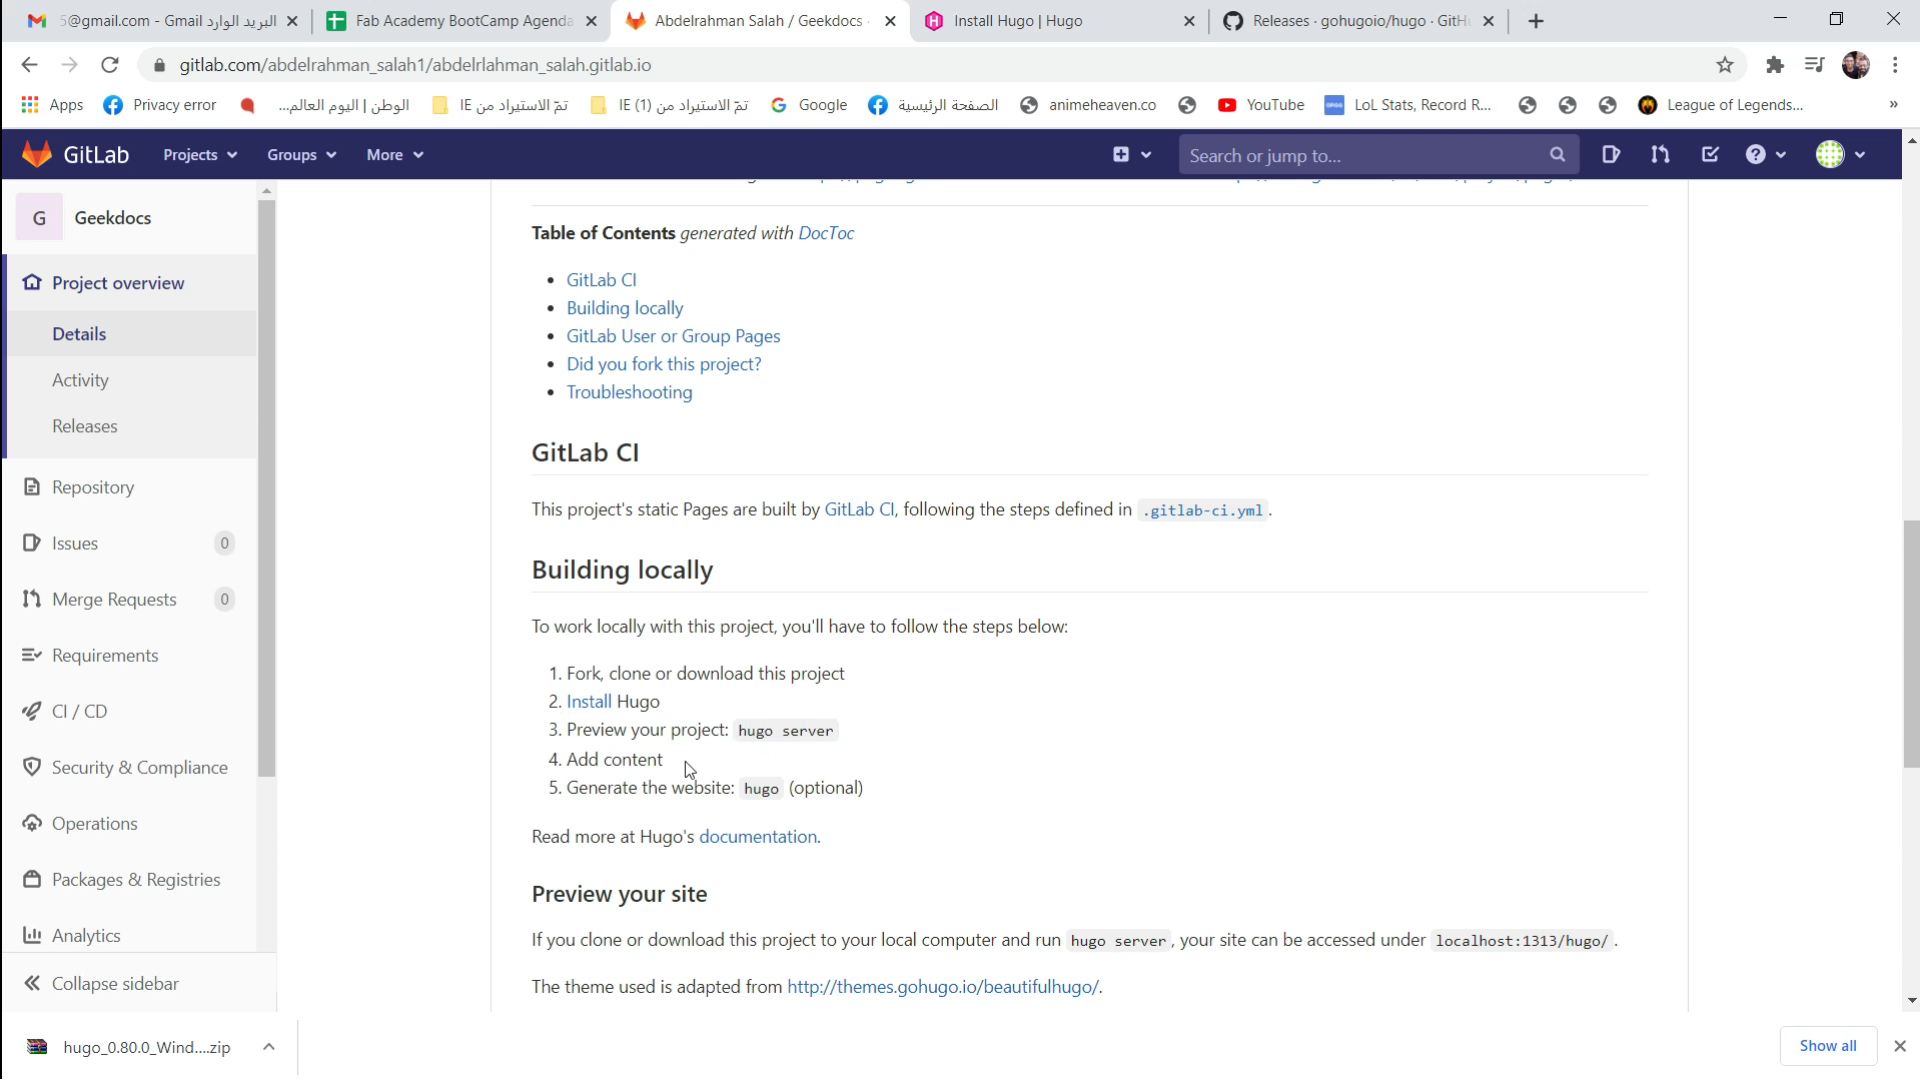 5@gmail.com - Gmail البريد الوارد
Fab Academy BootCamp Agenda
Abdelrahman Salah / Geekdocs
Install Hugo | Hugo
Releases · gohugoio/hugo · GitHu
gitlab.com/abdelrahman_salah1/abdelrlahman_salah.gitlab.io
Apps
Privacy error
الوطن | اليوم العالم...
تمّ الاستيراد من IE
تمّ الاستيراد من IE (1)
Google
الصفحة الرئيسية
animeheaven.co
YouTube
LoL Stats, Record R...
League of Legends...
»
GitLab
Projects
Groups
More
Search or jump to...
G
Geekdocs
Project overview
Details
Activity
Releases
Repository
Issues 0
Merge Requests 0
Requirements
CI / CD
Security & Compliance
Operations
Packages & Registries
Analytics
Collapse sidebar
Table of Contents generated with DocToc
• GitLab CI
• Building locally
• GitLab User or Group Pages
• Did you fork this project?
• Troubleshooting
GitLab CI
This project's static Pages are built by GitLab CI, following the steps defined in .gitlab-ci.yml.
Building locally
To work locally with this project, you'll have to follow the steps below:
1. Fork, clone or download this project
2. Install Hugo
3. Preview your project: hugo server
4. Add content
5. Generate the website: hugo (optional)
Read more at Hugo's documentation.
Preview your site
If you clone or download this project to your local computer and run hugo server, your site can be accessed under localhost:1313/hugo/.
The theme used is adapted from http://themes.gohugo.io/beautifulhugo/.
hugo_0.80.0_Wind....zip
Show all